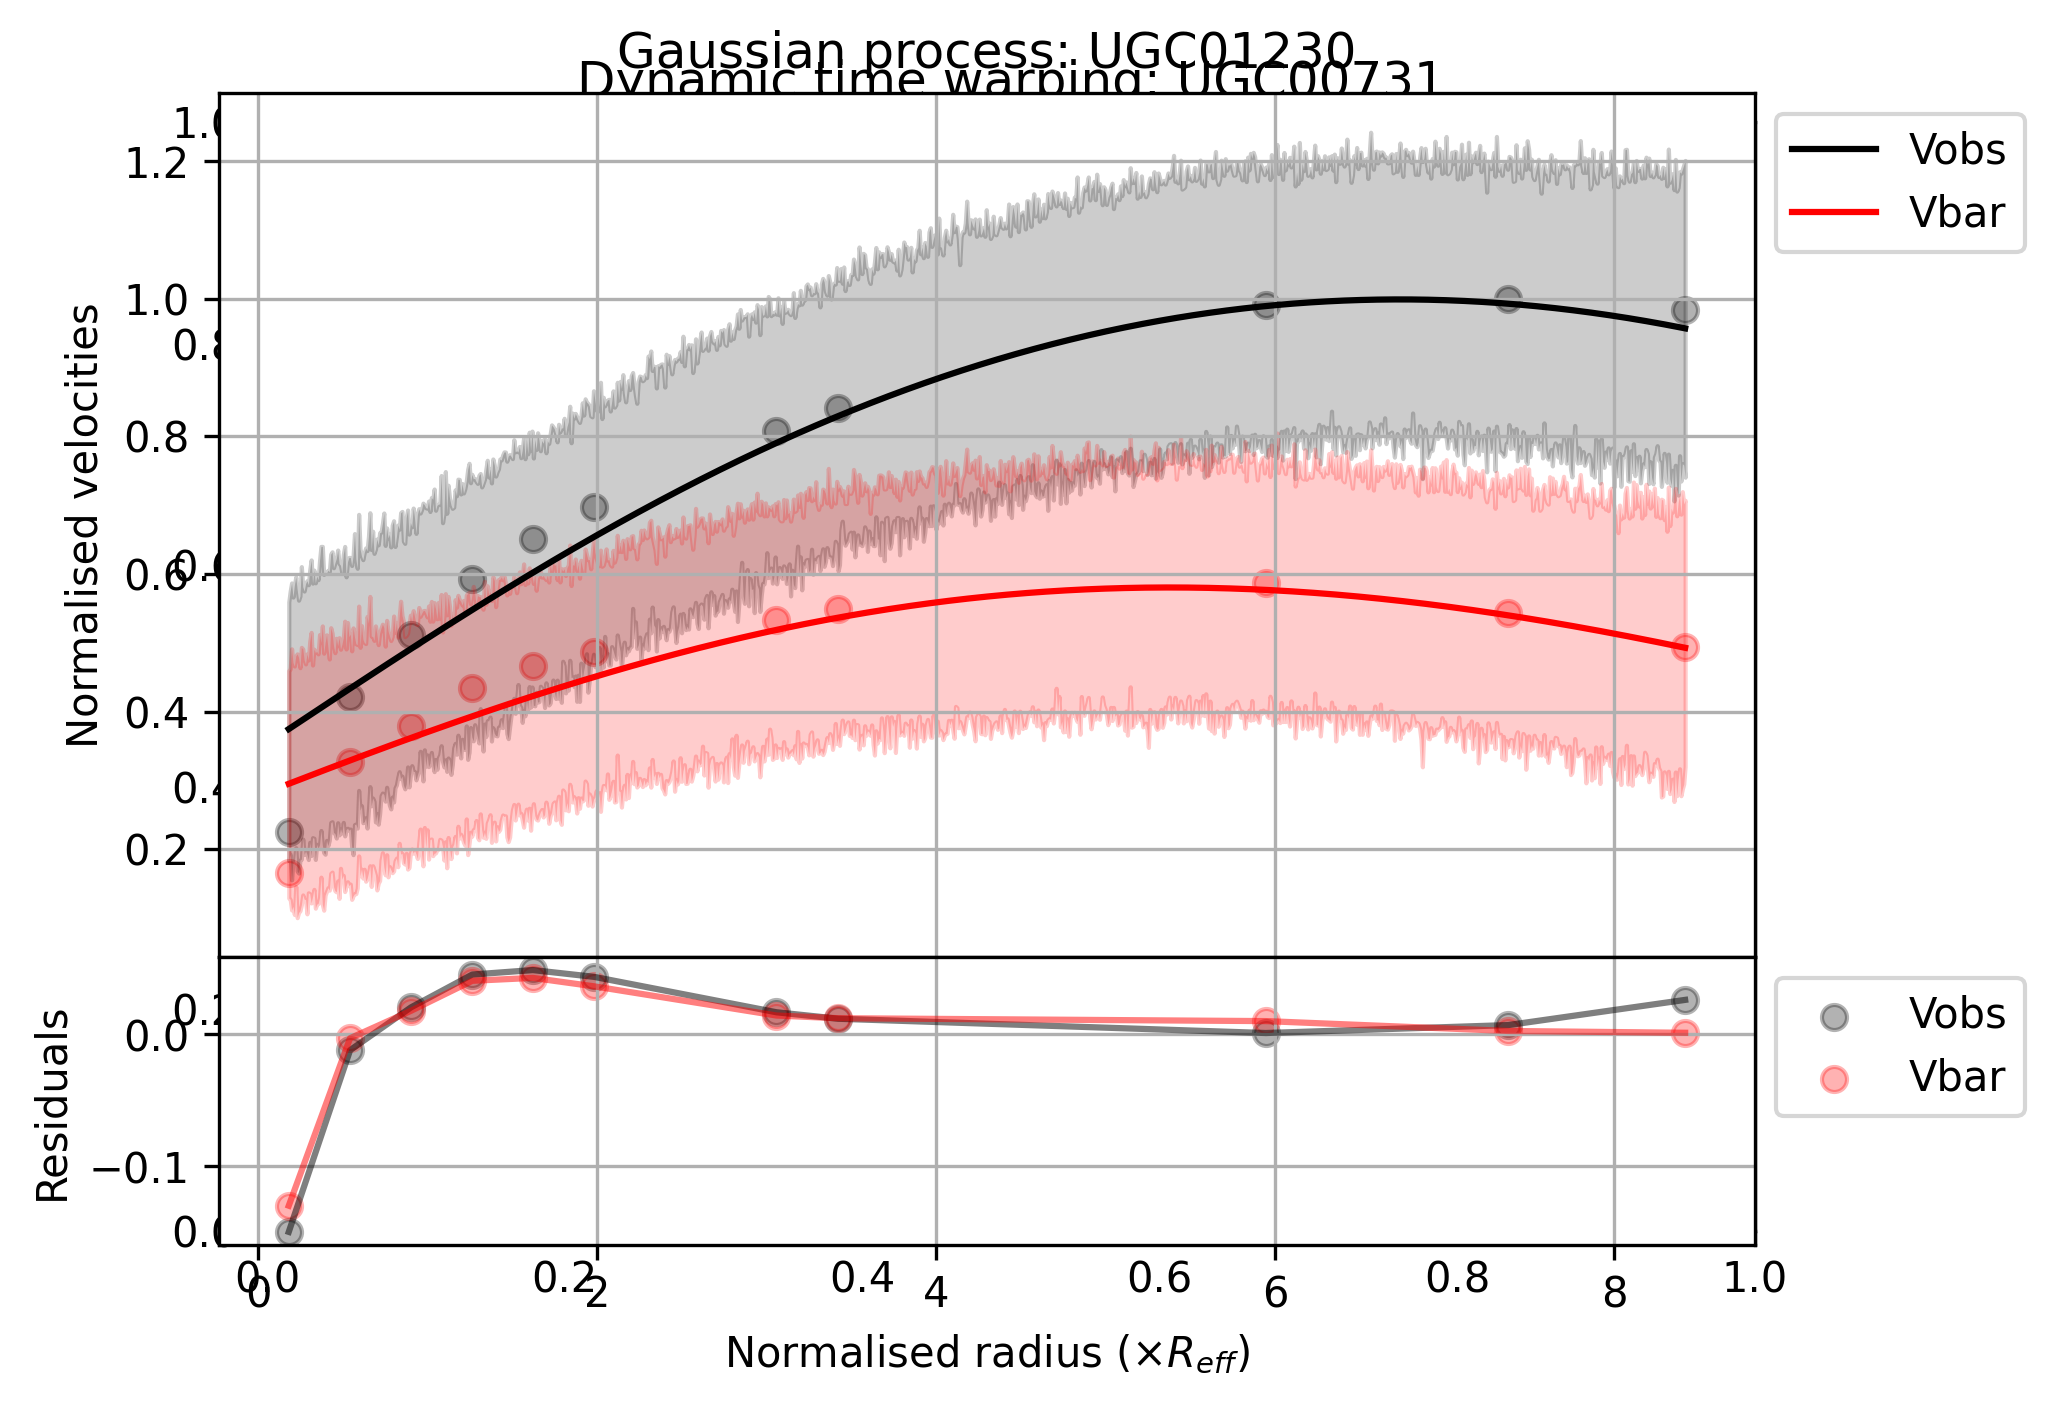 Gaussian process: UGC01230
Dynamic time warping: UGC00731
1.2
1.0
0.8
0.6
0.4
0.2
Normalised velocities
Vobs
Vbar
0.0
−0.1
Residuals
Vobs
Vbar
0.0 0.2 0.4 0.6 0.8 1.0
0 2 4 6 8
Normalised radius (×R_eff)